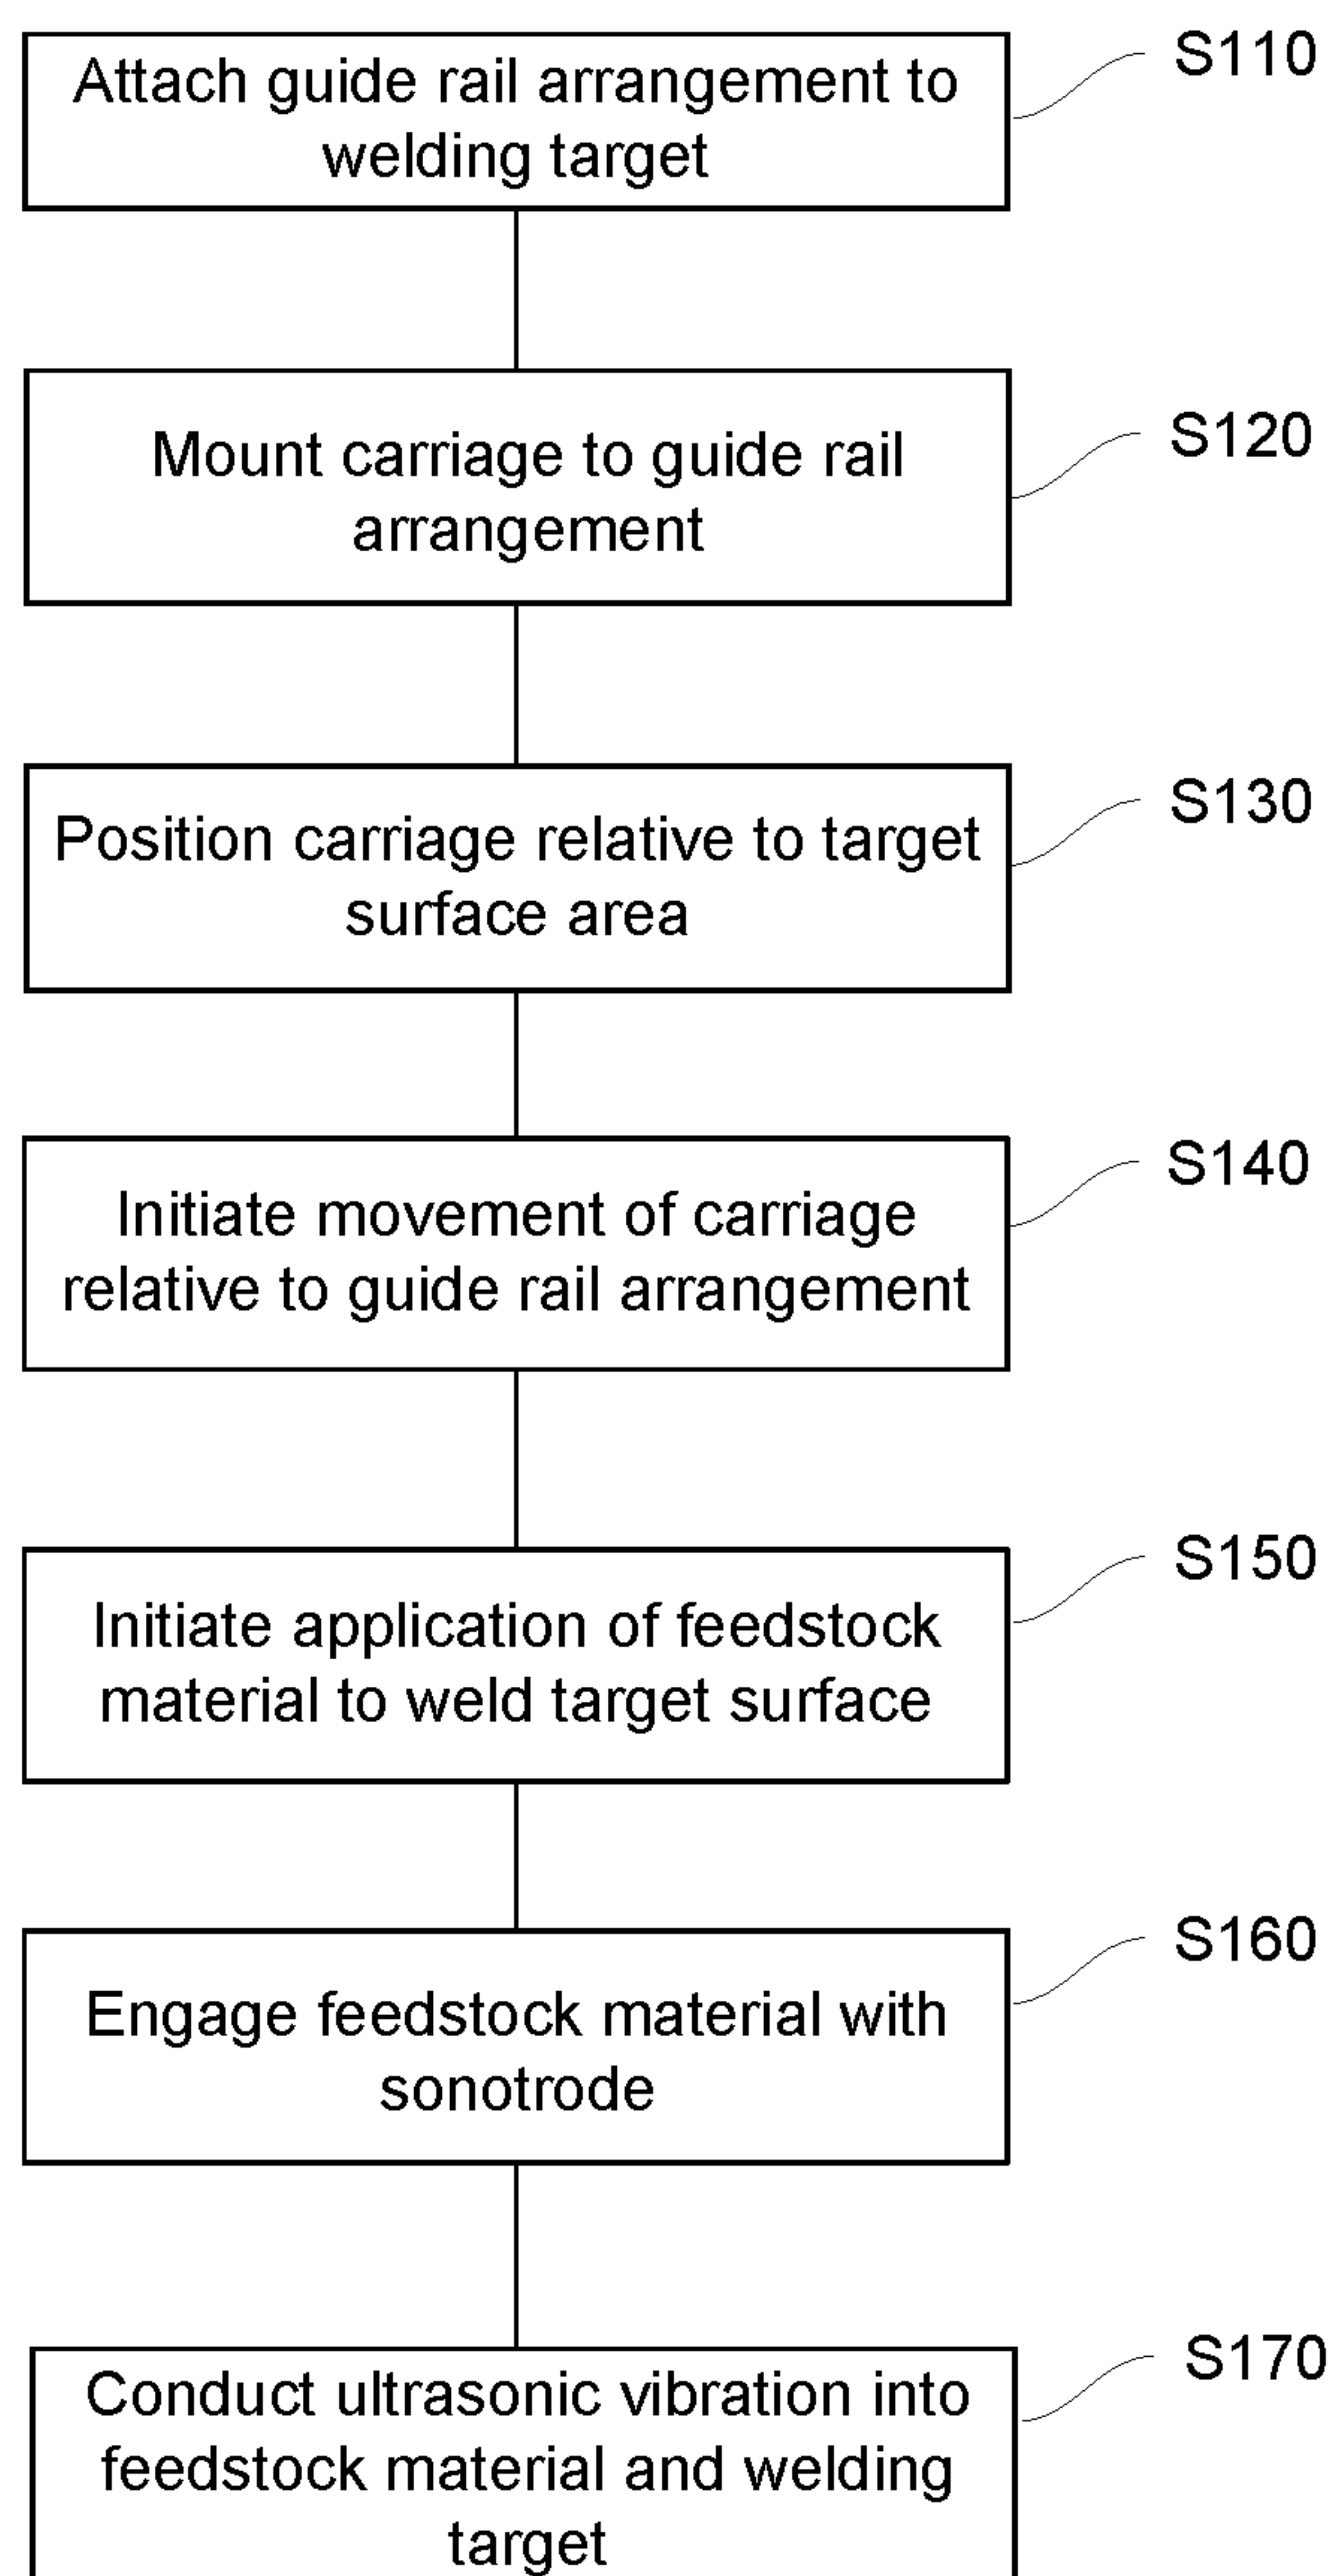 Attach guide rail arrangement to
welding target
S110
Mount carriage to guide rail
arrangement
S120
Position carriage relative to target
surface area
S130
Initiate movement of carriage
relative to guide rail arrangement
S140
Initiate application of feedstock
material to weld target surface
S150
Engage feedstock material with
sonotrode
S160
Conduct ultrasonic vibration into
feedstock material and welding
target
S170